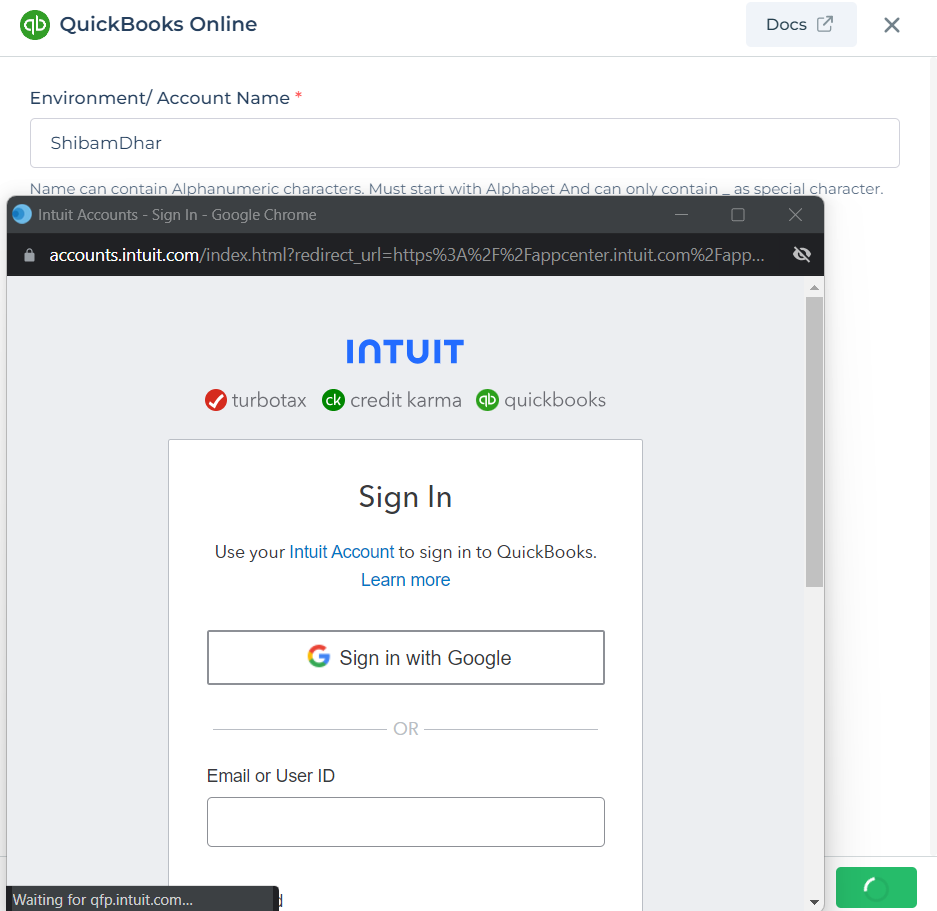 qb QuickBooks Online
Docs
Environment/ Account Name *
ShibamDhar
Name can contain Alphanumeric characters. Must start with Alphabet And can only contain _ as special character.
Intuit Accounts - Sign In - Google Chrome
accounts.intuit.com/index.html?redirect_url=https%3A%2F%2Fappcenter.intuit.com%2Fapp...
INTUIT
turbotax ck credit karma qb quickbooks
Sign In
Use your Intuit Account to sign in to QuickBooks.
Learn more
Sign in with Google
OR
Email or User ID
Waiting for qfp.intuit.com...